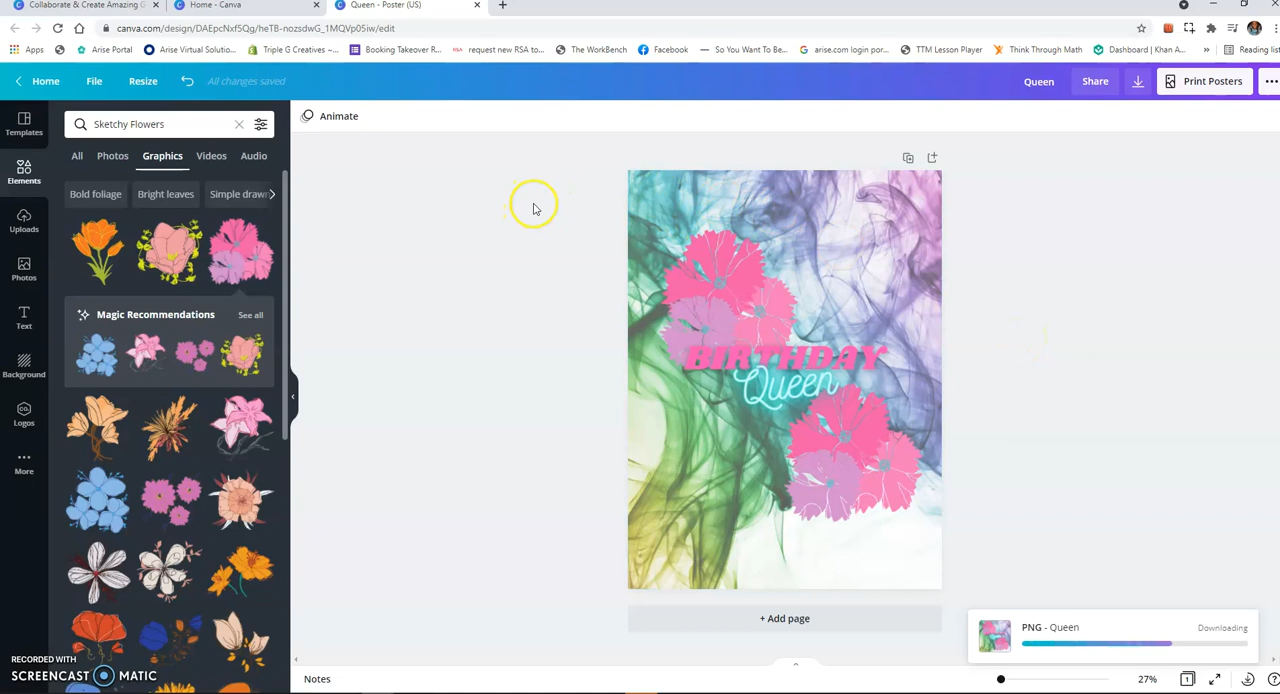 Collaborate & Create Amazing G
Home - Canva
Queen - Poster (US)
canva.com/design/DAEpcNxf5Qg/heTB-nozsdwG_1MQVp05iw/edit
Apps
Arise Portal
Arise Virtual Solutio...
Triple G Creatives ~...
Booking Takeover R...
request new RSA to...
The WorkBench
Facebook
So You Want To Be...
arise.com login por...
TTM Lesson Player
Think Through Math
Dashboard | Khan A...
»
Reading list
Home
File
Resize
All changes saved
Queen
Share
Print Posters
Templates
Elements
Uploads
Photos
Text
Background
CO.
Logos
More
Sketchy Flowers
All
Photos
Graphics
Videos
Audio
Bold foliage
Bright leaves
Simple drawn
Magic Recommendations
See all
Animate
BIRTHDAY
Queen
+ Add page
PNG - Queen
Downloading
RECORDED WITH
SCREENCAST MATIC
Notes
27%
1